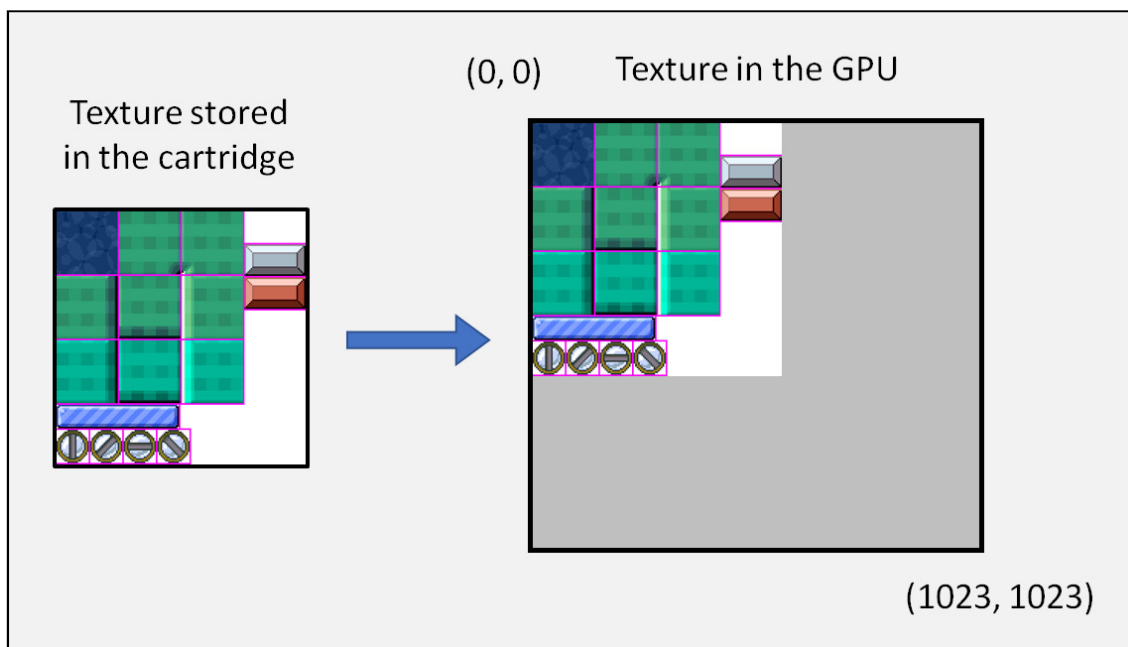 (0, 0)
Texture in the GPU
Texture stored
in the cartridge
(1023, 1023)